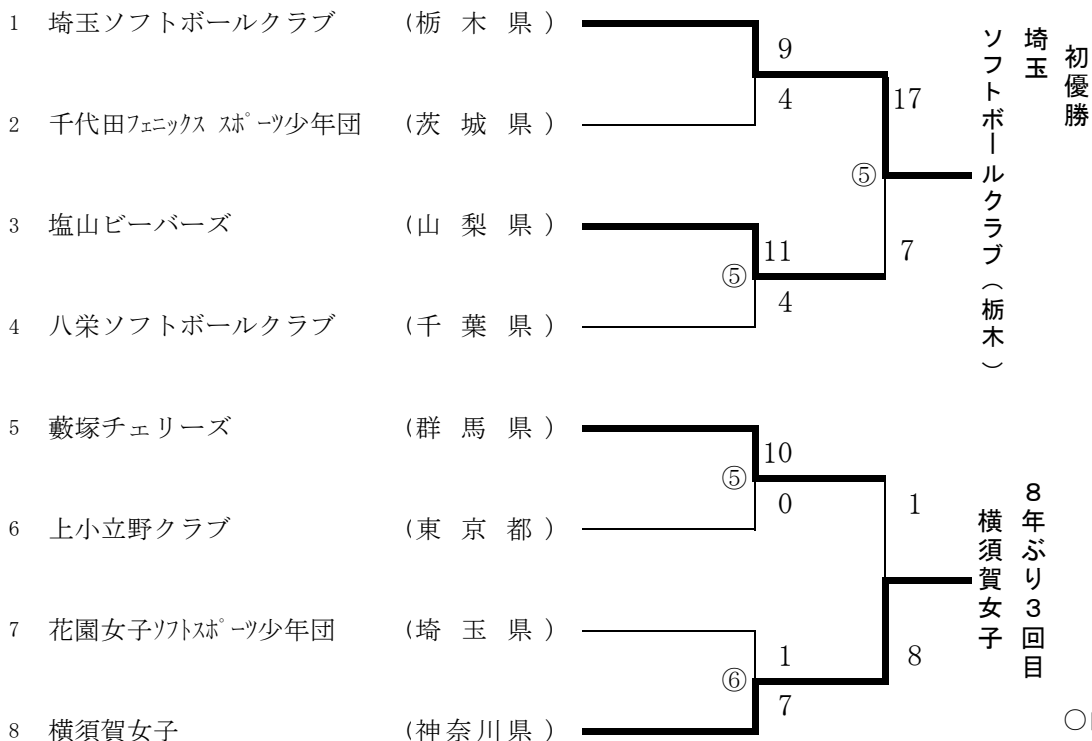 1 埼玉ソフトボールクラブ (栃木県)
2 千代田フェニックス スポーツ少年団 (茨城県)
3 塩山ビーバーズ (山梨県)
4 八栄ソフトボールクラブ (千葉県)
5 藪塚チェリーズ (群馬県)
6 上小立野クラブ (東京都)
7 花園女子ソフトスポーツ少年団 (埼玉県)
8 横須賀女子 (神奈川県)
9
4
17
⑤
11
⑤
4
7
10
⑤
0
1
1
⑥
7
8
初優勝
埼玉
ソフトボールクラブ(栃木)
8年ぶり3回目
横須賀女子
○